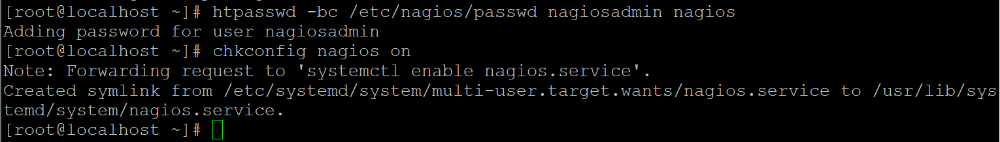 [root@localhost ~]# htpasswd -bc /etc/nagios/passwd nagiosadmin nagios
Adding password for user nagiosadmin
[root@localhost ~]# chkconfig nagios on
Note: Forwarding request to 'systemctl enable nagios.service'.
Created symlink from /etc/systemd/system/multi-user.target.wants/nagios.service to /usr/lib/sys
temd/system/nagios.service.
[root@localhost ~]#